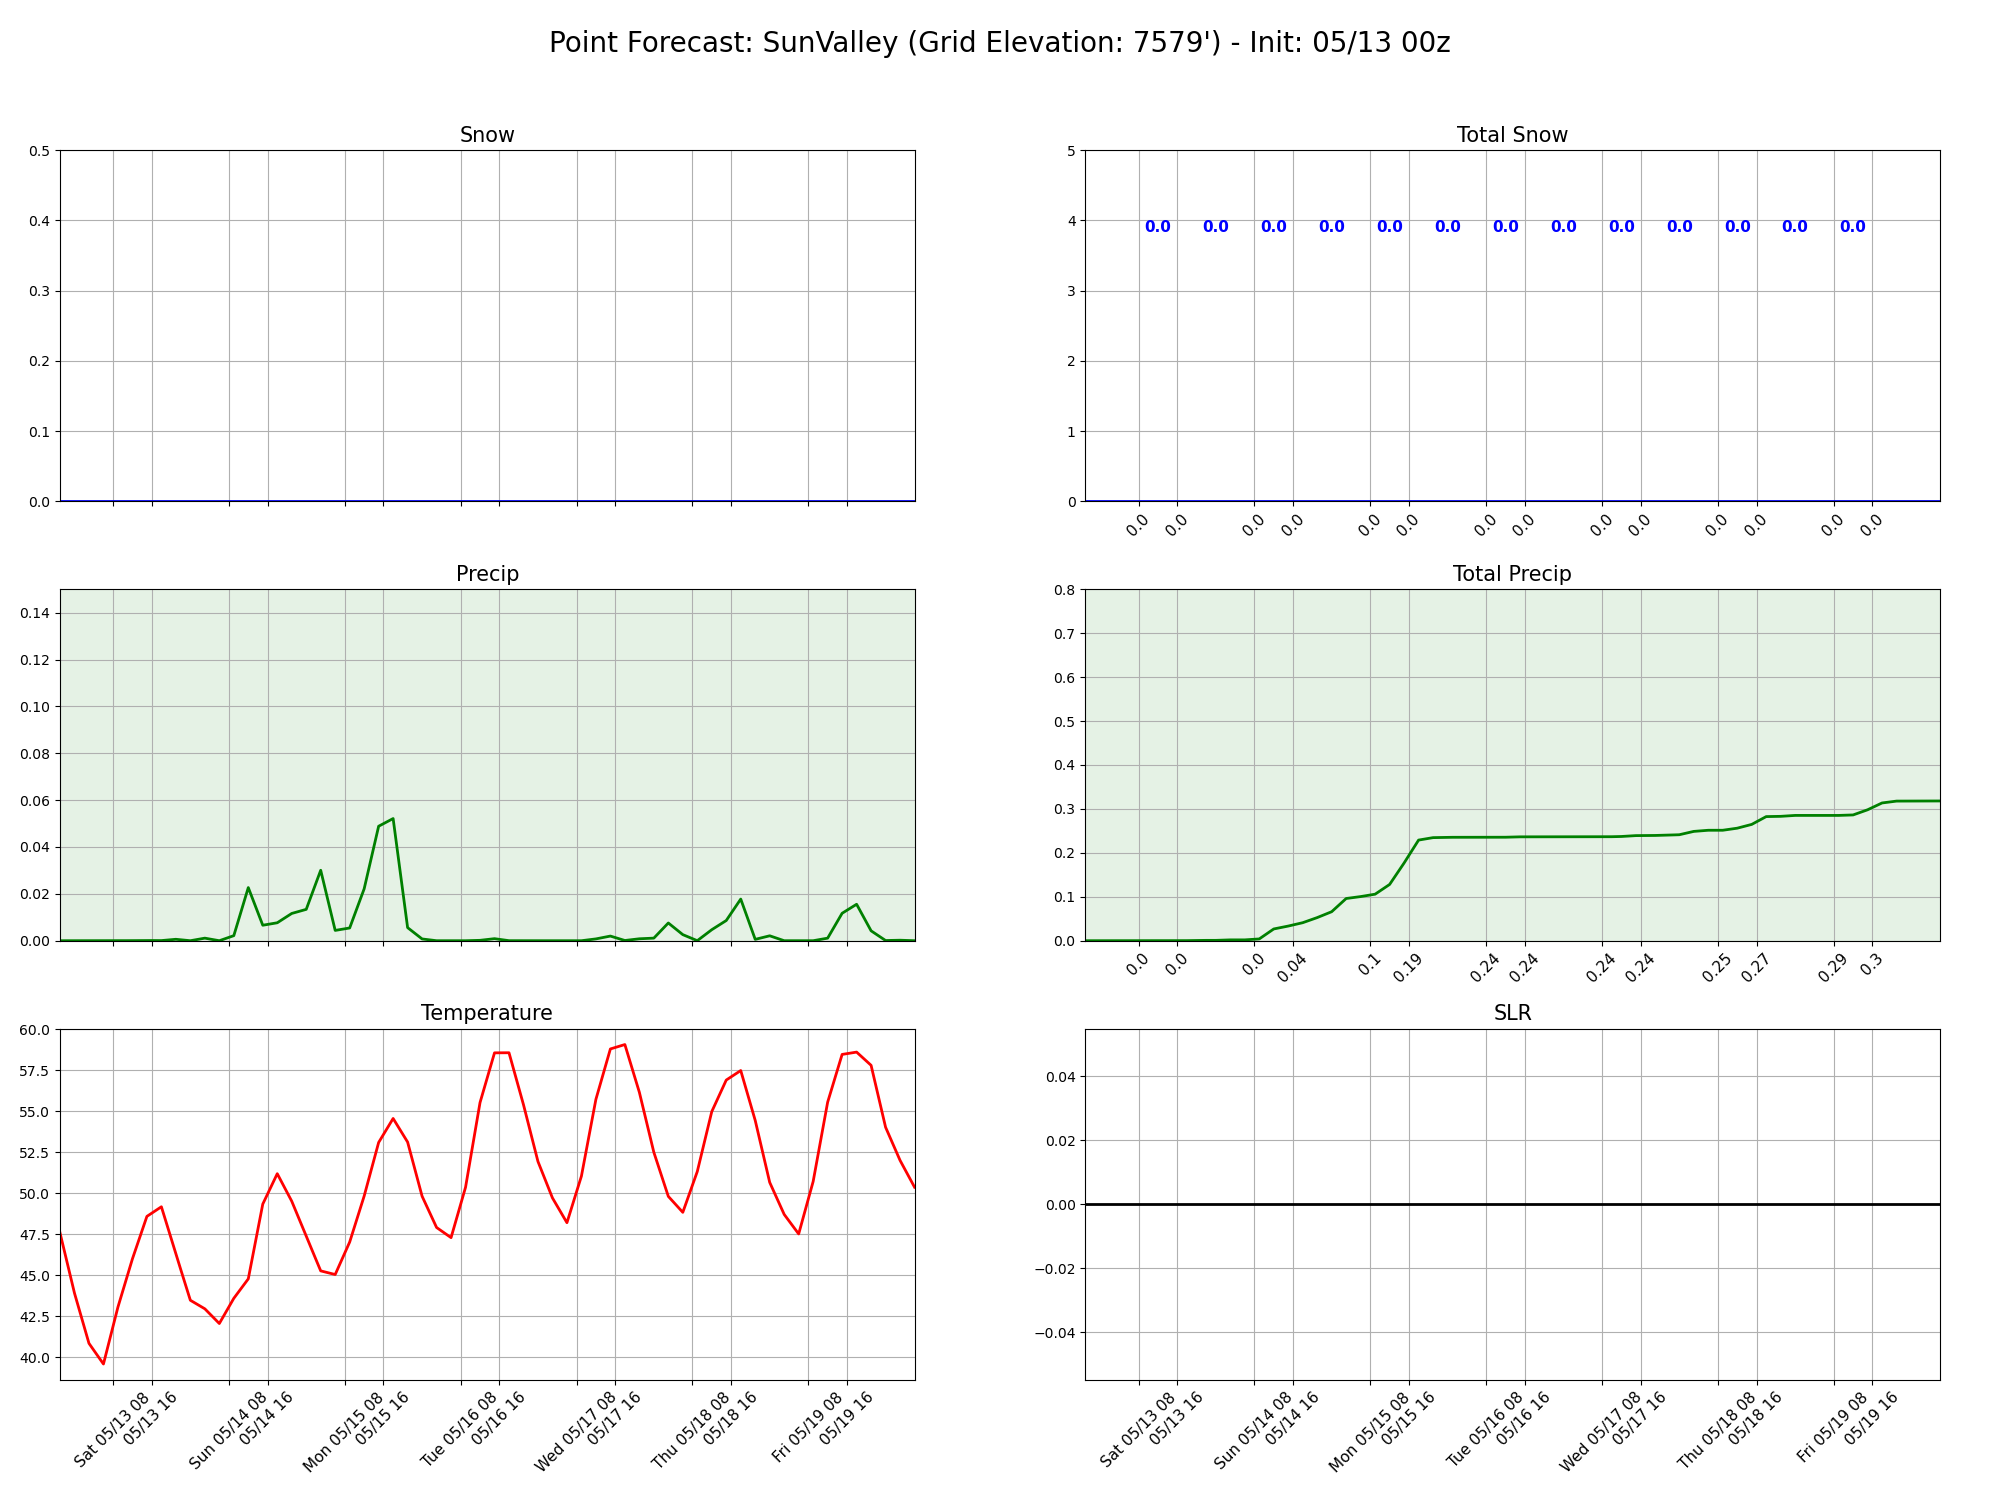 Point Forecast: SunValley (Grid Elevation: 7579') - Init: 05/13 00z
Snow
0.5
0.4
0.3
0.2
0.1
0.0
Total Snow
5
4
3
2
1
0
0.0 0.0 0.0 0.0 0.0 0.0 0.0 0.0 0.0 0.0 0.0 0.0 0.0
0.0 0.0 0.0 0.0 0.0 0.0 0.0 0.0 0.0 0.0 0.0 0.0 0.0 0.0
Precip
0.14
0.12
0.10
0.08
0.06
0.04
0.02
0.00
Total Precip
0.8
0.7
0.6
0.5
0.4
0.3
0.2
0.1
0.0
0.0 0.0 0.0 0.04 0.1 0.19 0.24 0.24 0.24 0.24 0.25 0.27 0.29 0.3
Temperature
60.0
57.5
55.0
52.5
50.0
47.5
45.0
42.5
40.0
Sat 05/13 08
05/13 16
Sun 05/14 08
05/14 16
Mon 05/15 08
05/15 16
Tue 05/16 08
05/16 16
Wed 05/17 08
05/17 16
Thu 05/18 08
05/18 16
Fri 05/19 08
05/19 16
SLR
0.04
0.02
0.00
−0.02
−0.04
Sat 05/13 08
05/13 16
Sun 05/14 08
05/14 16
Mon 05/15 08
05/15 16
Tue 05/16 08
05/16 16
Wed 05/17 08
05/17 16
Thu 05/18 08
05/18 16
Fri 05/19 08
05/19 16